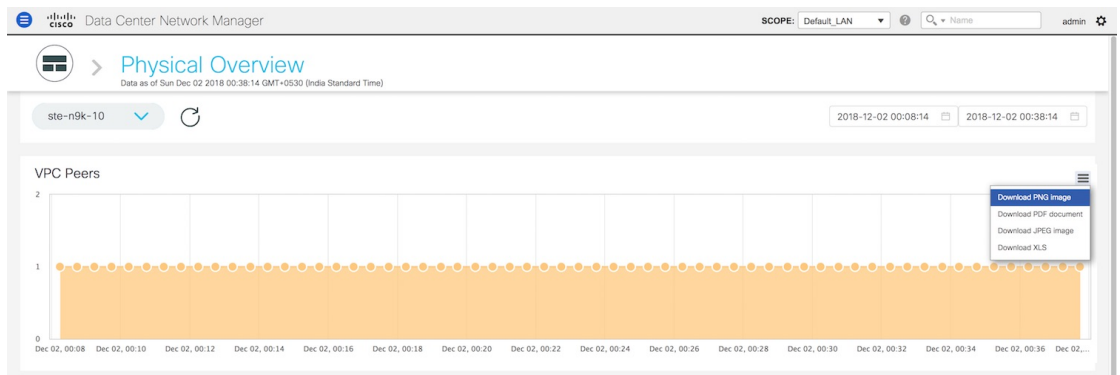 CISCO Data Center Network Manager SCOPE: Default_LAN Name admin
Physical Overview
Data as of Sun Dec 02 2018 00:38:14 GMT+0530 (India Standard Time)
ste-n9k-10 2018-12-02 00:08:14 2018-12-02 00:38:14
VPC Peers
Download PNG image
Download PDF document
Download JPEG image
Download XLS
2
1
0
Dec 02, 00:08 Dec 02, 00:10 Dec 02, 00:12 Dec 02, 00:14 Dec 02, 00:16 Dec 02, 00:18 Dec 02, 00:20 Dec 02, 00:22 Dec 02, 00:24 Dec 02, 00:26 Dec 02, 00:28 Dec 02, 00:30 Dec 02, 00:32 Dec 02, 00:34 Dec 02, 00:36 Dec 02,...